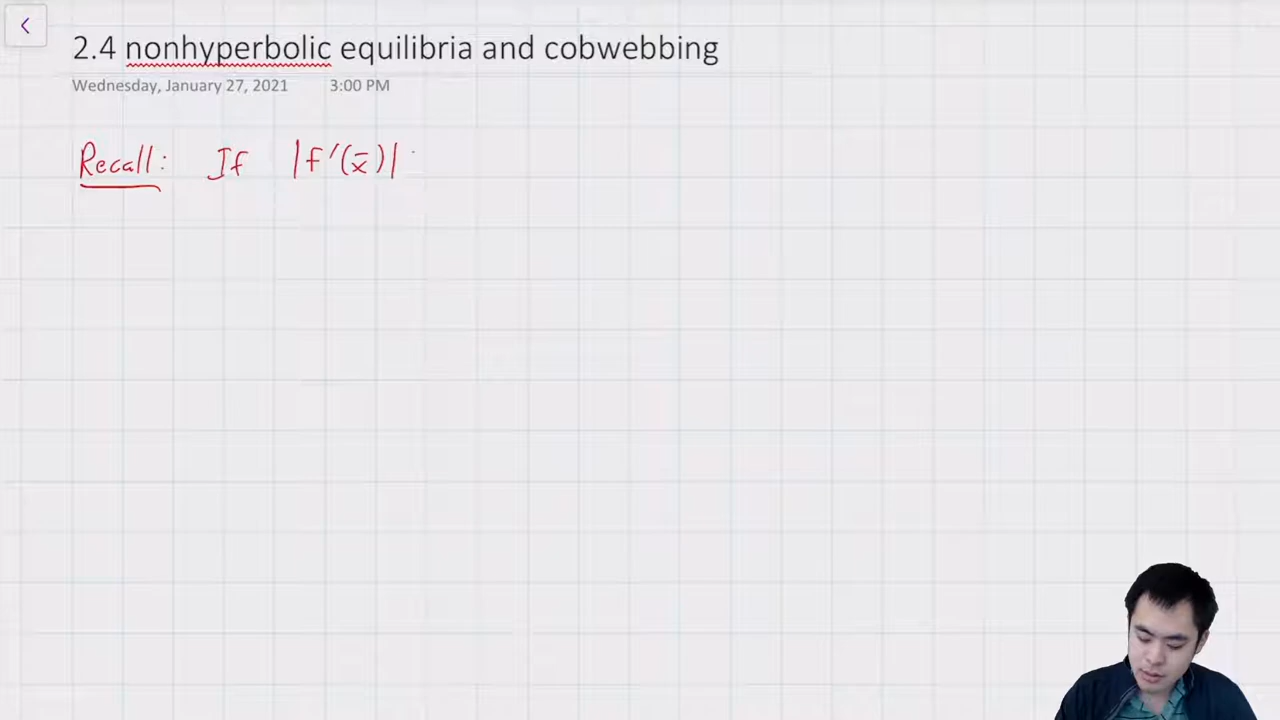 2.4 nonhyperbolic equilibria and cobwebbing
Wednesday, January 27, 2021 3:00 PM
Recall: If |f'(x̄)|